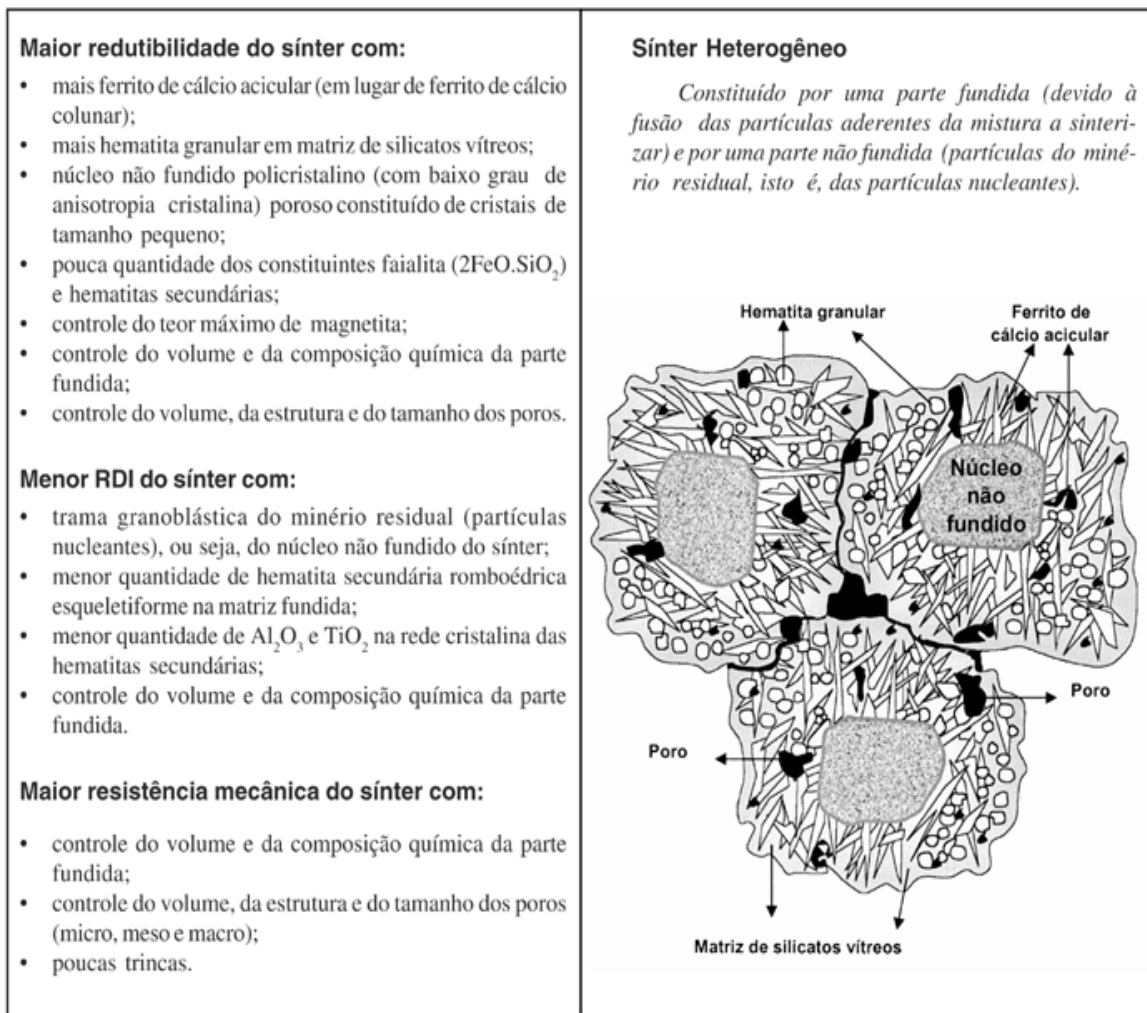 Maior redutibilidade do sínter com:
• mais ferrito de cálcio acicular (em lugar de ferrito de cálcio
colunar);
• mais hematita granular em matriz de silicatos vítreos;
• núcleo não fundido policristalino (com baixo grau de
anisotropia cristalina) poroso constituído de cristais de
tamanho pequeno;
• pouca quantidade dos constituintes faialita (2FeO.SiO₂)
e hematitas secundárias;
• controle do teor máximo de magnetita;
• controle do volume e da composição química da parte
fundida;
• controle do volume, da estrutura e do tamanho dos poros.
Menor RDI do sínter com:
• trama granoblástica do minério residual (partículas
nucleantes), ou seja, do núcleo não fundido do sínter;
• menor quantidade de hematita secundária romboédrica
esqueletiforme na matriz fundida;
• menor quantidade de Al₂O₃ e TiO₂ na rede cristalina das
hematitas secundárias;
• controle do volume e da composição química da parte
fundida.
Maior resistência mecânica do sínter com:
• controle do volume e da composição química da parte
fundida;
• controle do volume, da estrutura e do tamanho dos poros
(micro, meso e macro);
• poucas trincas.
Sínter Heterogêneo
Constituído por uma parte fundida (devido à
fusão das partículas aderentes da mistura a sinteri-
zar) e por uma parte não fundida (partículas do miné-
rio residual, isto é, das partículas nucleantes).
Hematita granular
Ferrito de
cálcio acicular
Núcleo
não
fundido
Poro
Poro
Matriz de silicatos vítreos